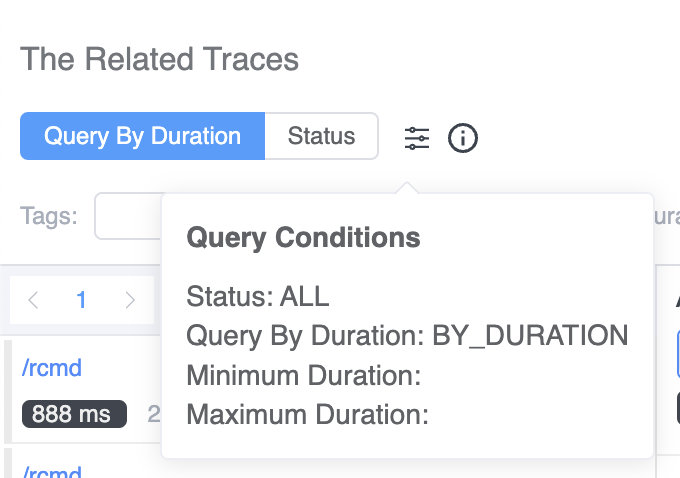 The Related Traces
Query By Duration Status
Tags:
Query Conditions
Status: ALL
Query By Duration: BY_DURATION
Minimum Duration:
Maximum Duration:
1
/rcmd
888 ms 2
/rcmd